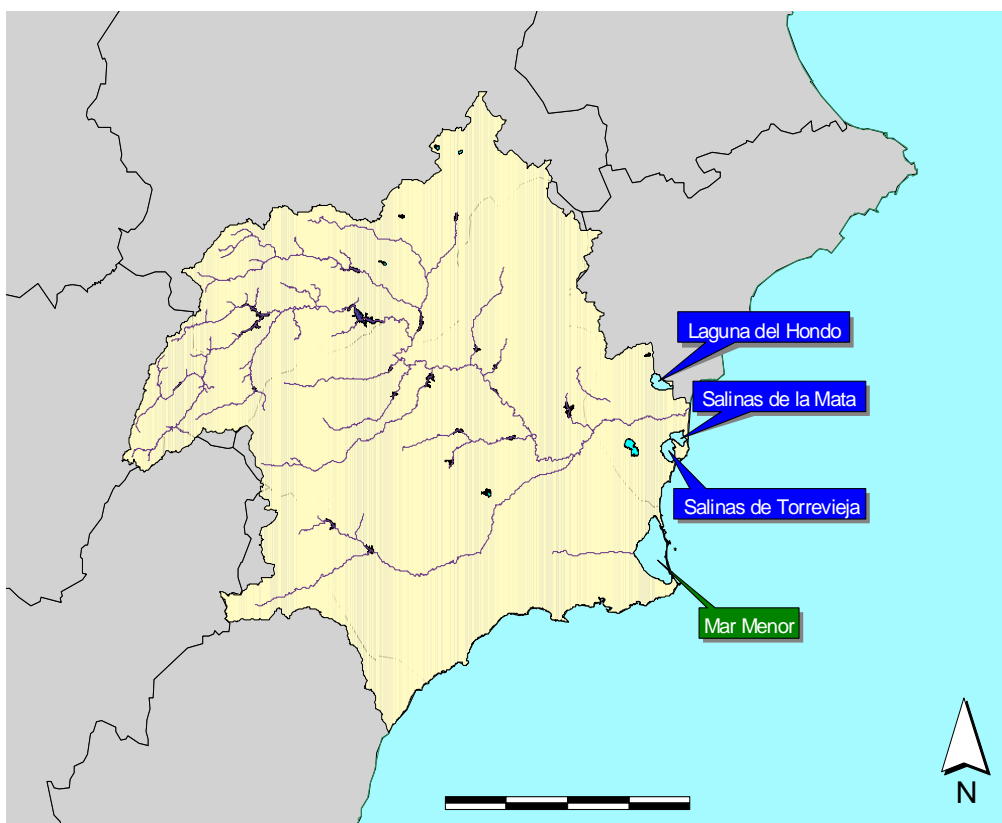 Laguna del Hondo
Salinas de la Mata
Salinas de Torrevieja
Mar Menor
N